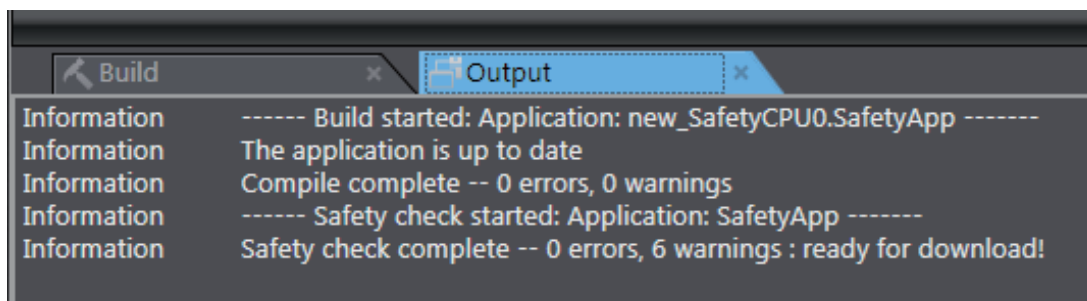 Build
Output
Information ------ Build started: Application: new_SafetyCPU0.SafetyApp -------
Information The application is up to date
Information Compile complete -- 0 errors, 0 warnings
Information ------ Safety check started: Application: SafetyApp -------
Information Safety check complete -- 0 errors, 6 warnings : ready for download!